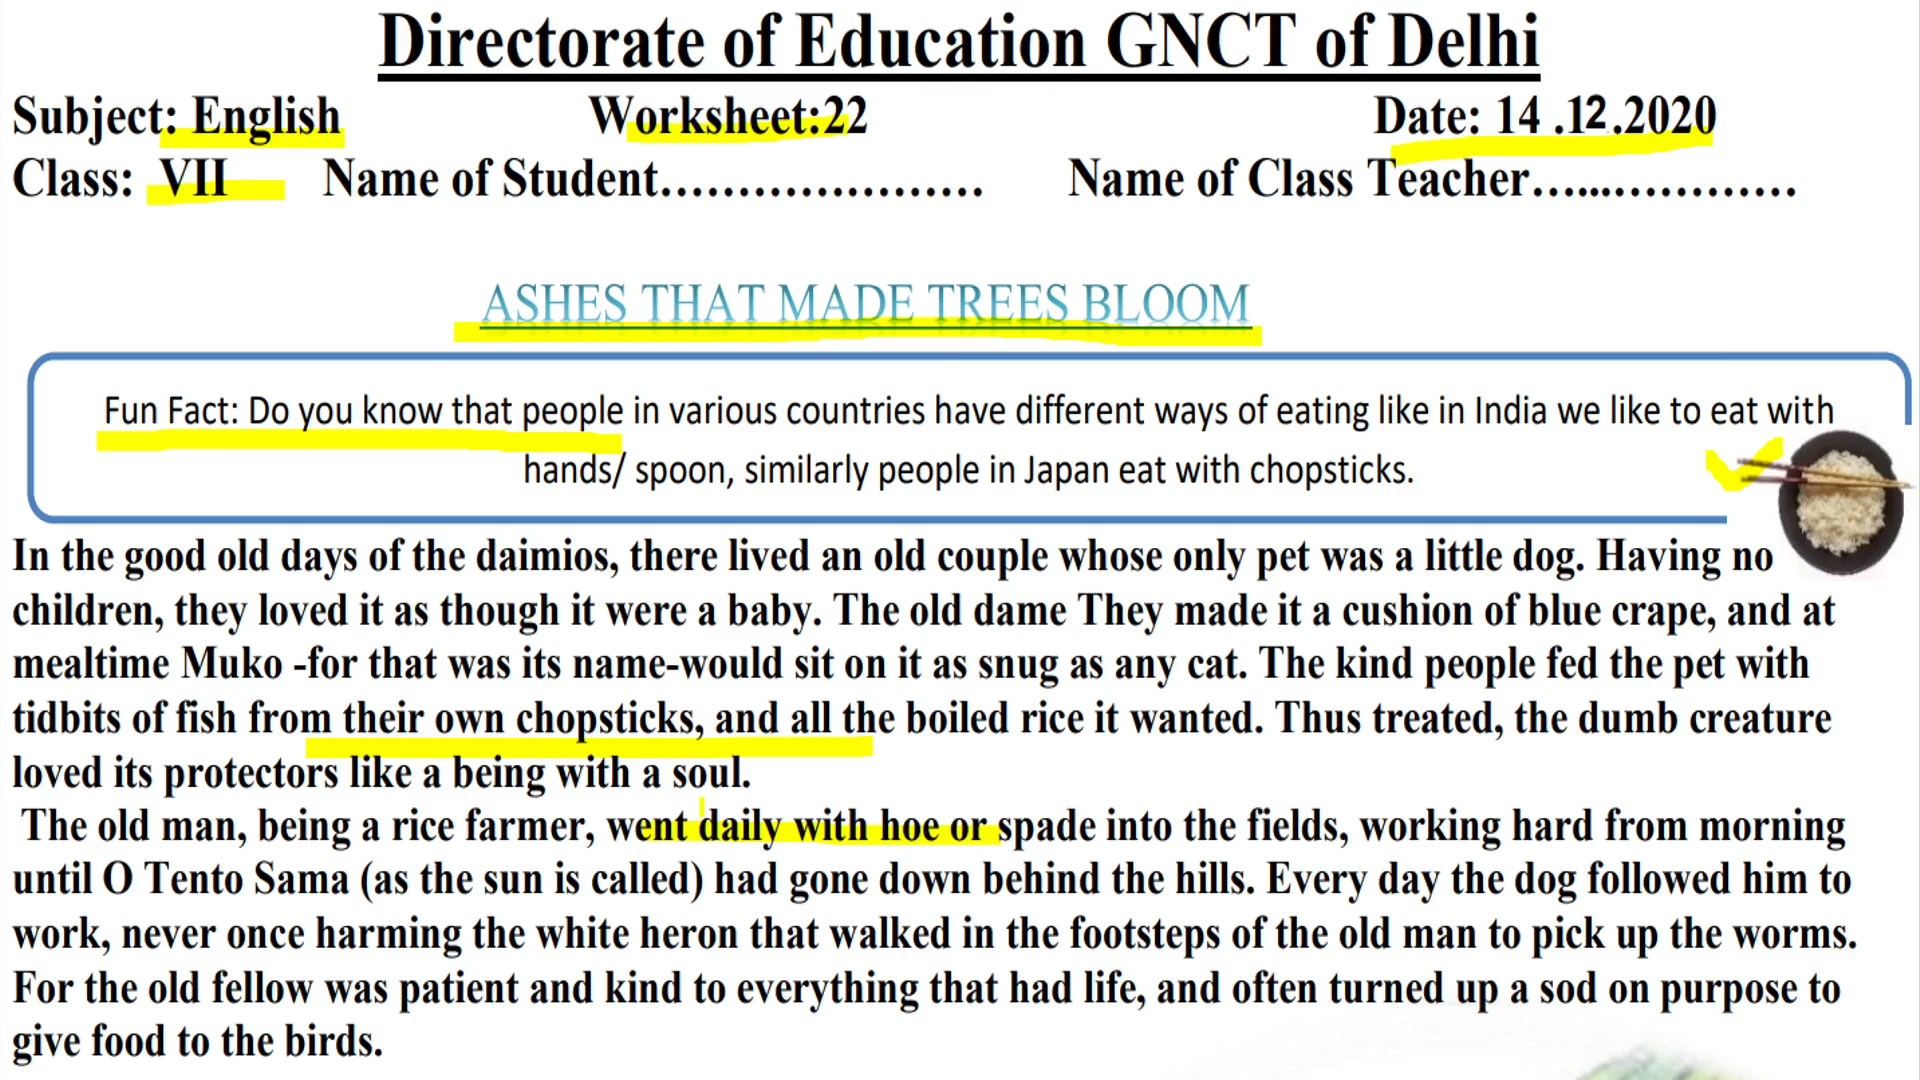 Directorate of Education GNCT of Delhi
Subject: English Worksheet:22 Date: 14 .12.2020
Class: VII Name of Student………………… Name of Class Teacher…...…………
ASHES THAT MADE TREES BLOOM
Fun Fact: Do you know that people in various countries have different ways of eating like in India we like to eat with
hands/ spoon, similarly people in Japan eat with chopsticks.
In the good old days of the daimios, there lived an old couple whose only pet was a little dog. Having no
children, they loved it as though it were a baby. The old dame They made it a cushion of blue crape, and at
mealtime Muko -for that was its name-would sit on it as snug as any cat. The kind people fed the pet with
tidbits of fish from their own chopsticks, and all the boiled rice it wanted. Thus treated, the dumb creature
loved its protectors like a being with a soul.
The old man, being a rice farmer, went daily with hoe or spade into the fields, working hard from morning
until O Tento Sama (as the sun is called) had gone down behind the hills. Every day the dog followed him to
work, never once harming the white heron that walked in the footsteps of the old man to pick up the worms.
For the old fellow was patient and kind to everything that had life, and often turned up a sod on purpose to
give food to the birds.